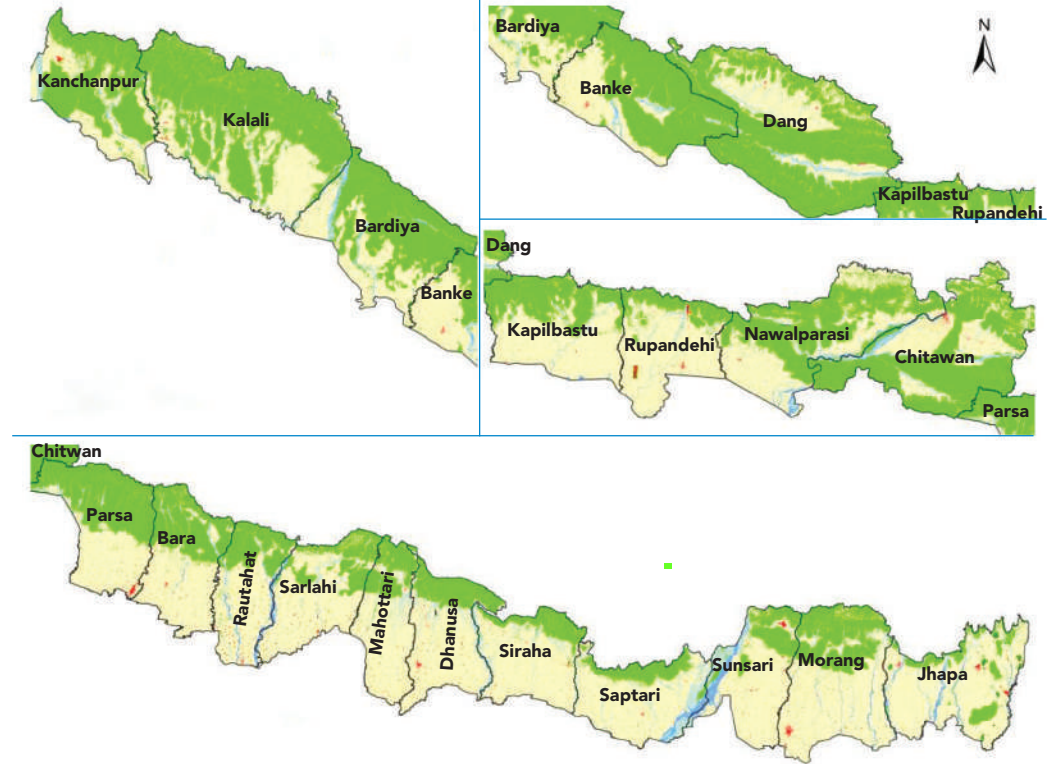 Kanchanpur
Kalali
Bardiya
Banke
Bardiya
Banke
Dang
Kapilbastu
Rupandehi
N
Dang
Kapilbastu
Rupandehi
Nawalparasi
Chitawan
Parsa
Chitwan
Parsa
Bara
Rautahat
Sarlahi
Mahottari
Dhanusa
Siraha
Saptari
Sunsari
Morang
Jhapa